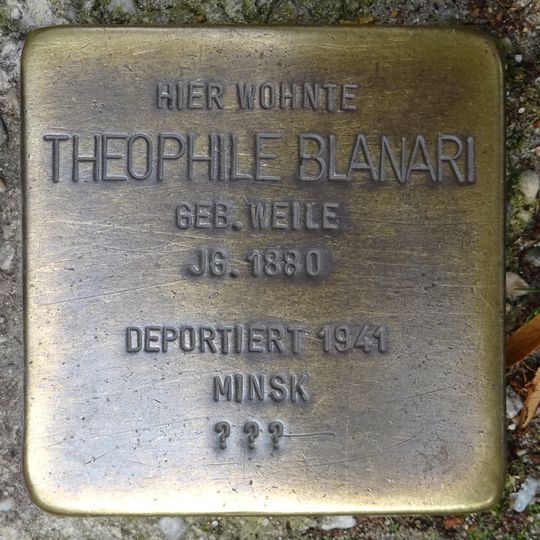 HIER WOHNTE
THEOPHILE BLANARI
GEB. WEILE
JG. 1880
DEPORTIERT 1941
MINSK
???